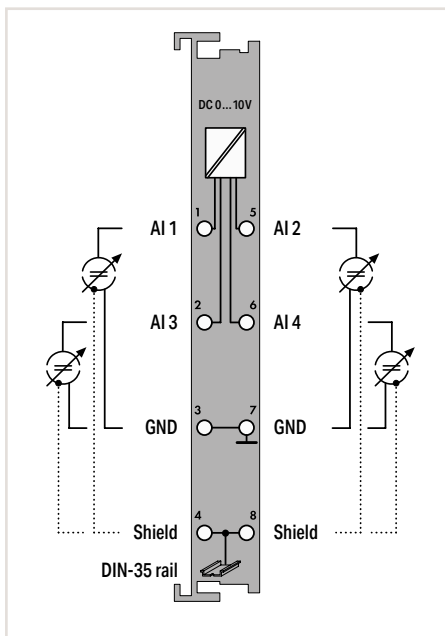 DC 0...10V
1 5
AI 1 AI 2
2 6
AI 3 AI 4
3 7
GND GND
4 8
Shield Shield
DIN-35 rail